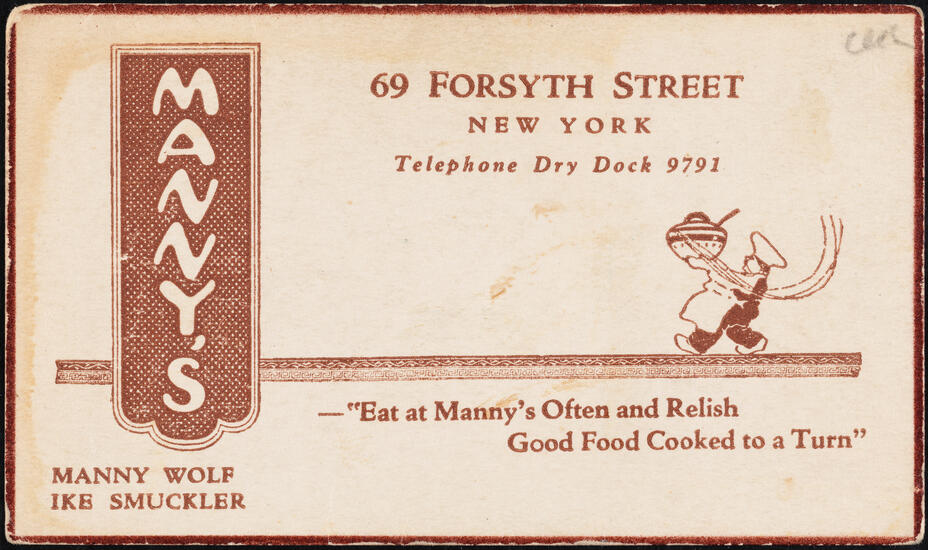 MANNY'S
69 FORSYTH STREET
NEW YORK
Telephone Dry Dock 9791
—"Eat at Manny's Often and Relish
Good Food Cooked to a Turn"
MANNY WOLF
IKE SMUCKLER